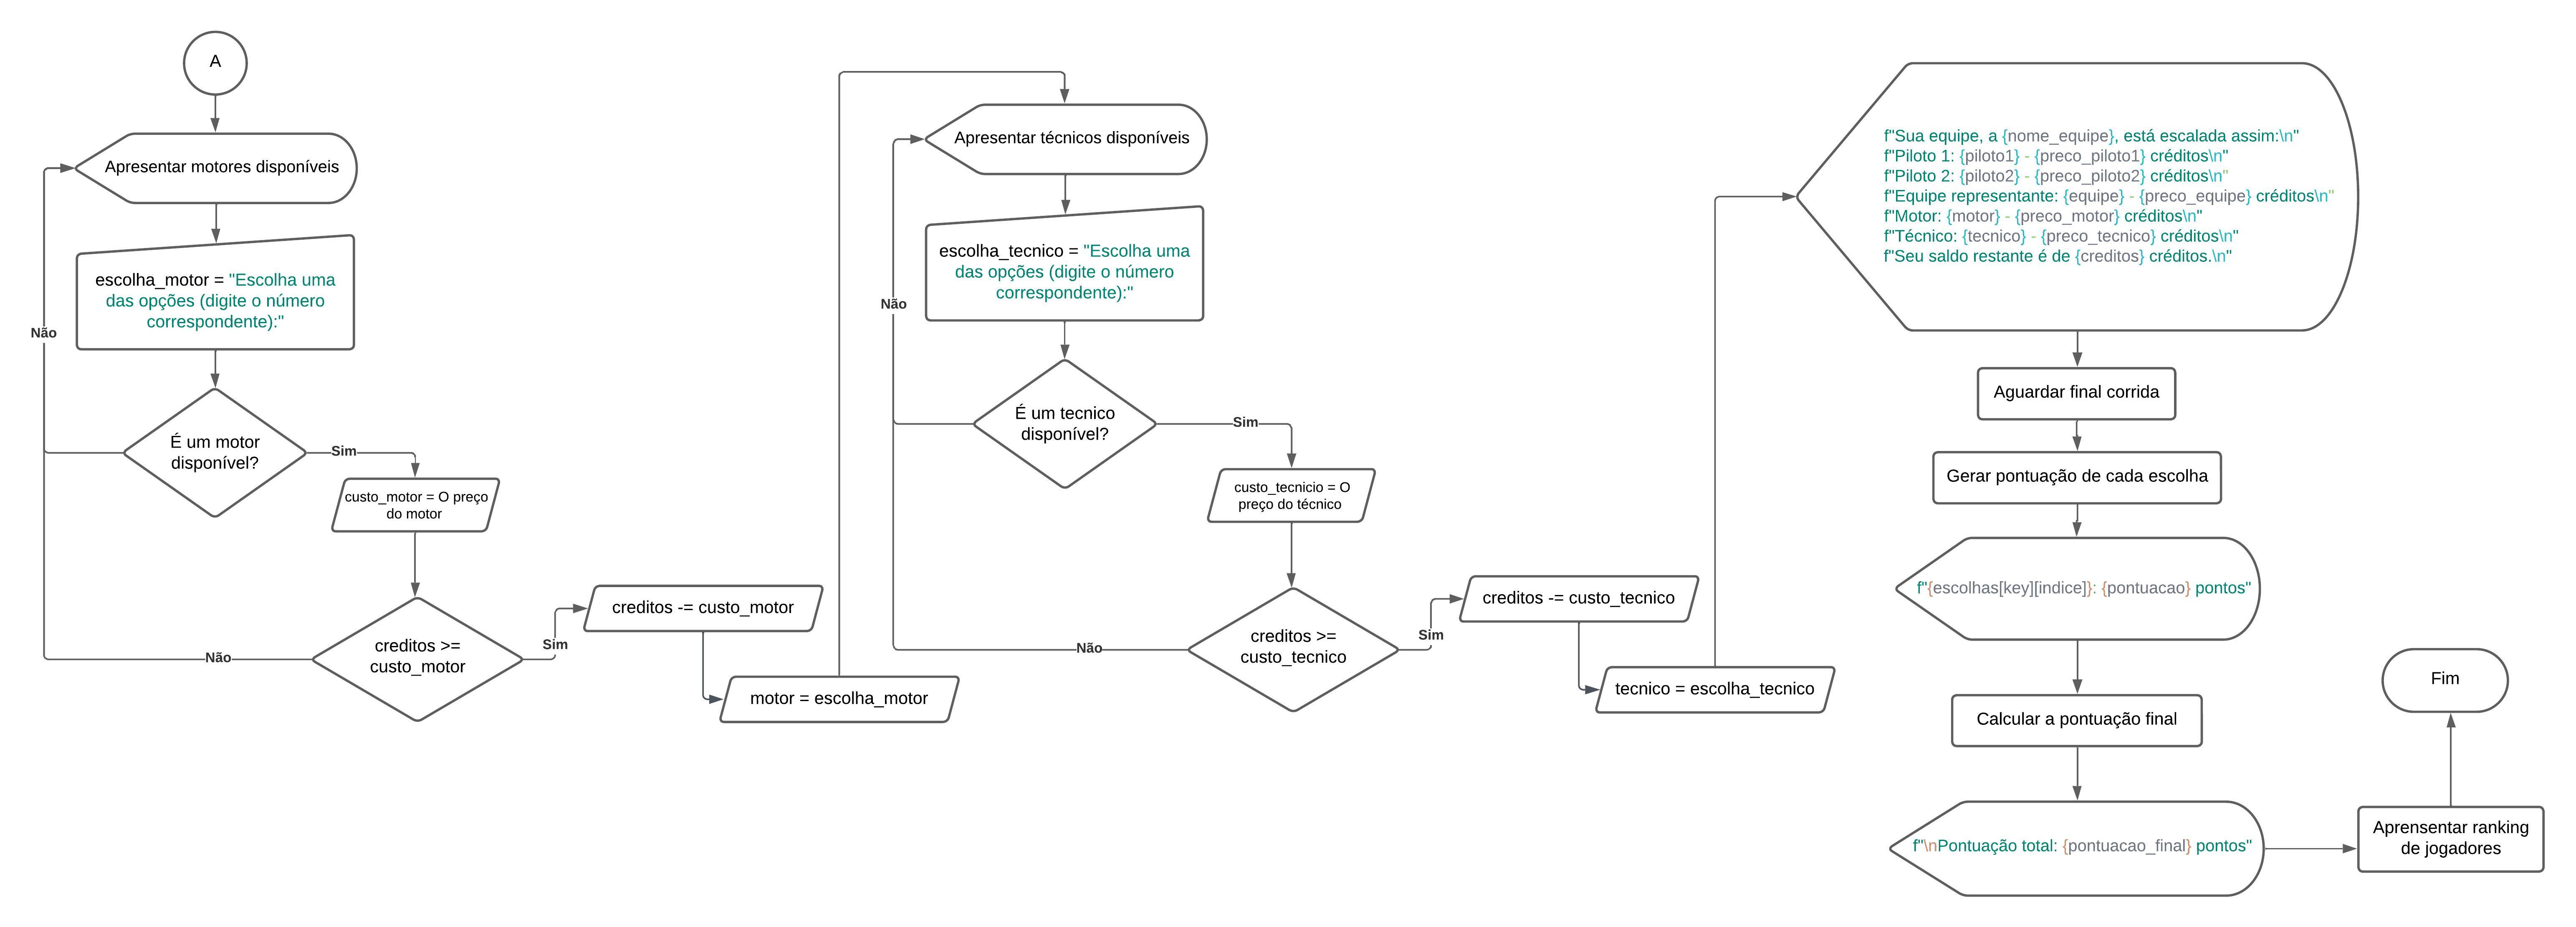 A
Apresentar motores disponíveis
escolha_motor = "Escolha uma
das opções (digite o número
correspondente):"
Não
É um motor
disponível?
Sim
custo_motor = O preço
do motor
creditos >=
custo_motor
Não
Sim
creditos -= custo_motor
motor = escolha_motor
Apresentar técnicos disponíveis
escolha_tecnico = "Escolha uma
das opções (digite o número
correspondente):"
Não
É um tecnico
disponível?
Sim
custo_tecnicio = O
preço do técnico
creditos >=
custo_tecnico
Não
Sim
creditos -= custo_tecnico
tecnico = escolha_tecnico
f"Sua equipe, a {nome_equipe}, está escalada assim:\n"
f"Piloto 1: {piloto1} - {preco_piloto1} créditos\n"
f"Piloto 2: {piloto2} - {preco_piloto2} créditos\n"
f"Equipe representante: {equipe} - {preco_equipe} créditos\n"
f"Motor: {motor} - {preco_motor} créditos\n"
f"Técnico: {tecnico} - {preco_tecnico} créditos\n"
f"Seu saldo restante é de {creditos} créditos.\n"
Aguardar final corrida
Gerar pontuação de cada escolha
f"{escolhas[key][indice]}: {pontuacao} pontos"
Calcular a pontuação final
f"\nPontuação total: {pontuacao_final} pontos"
Aprensentar ranking
de jogadores
Fim